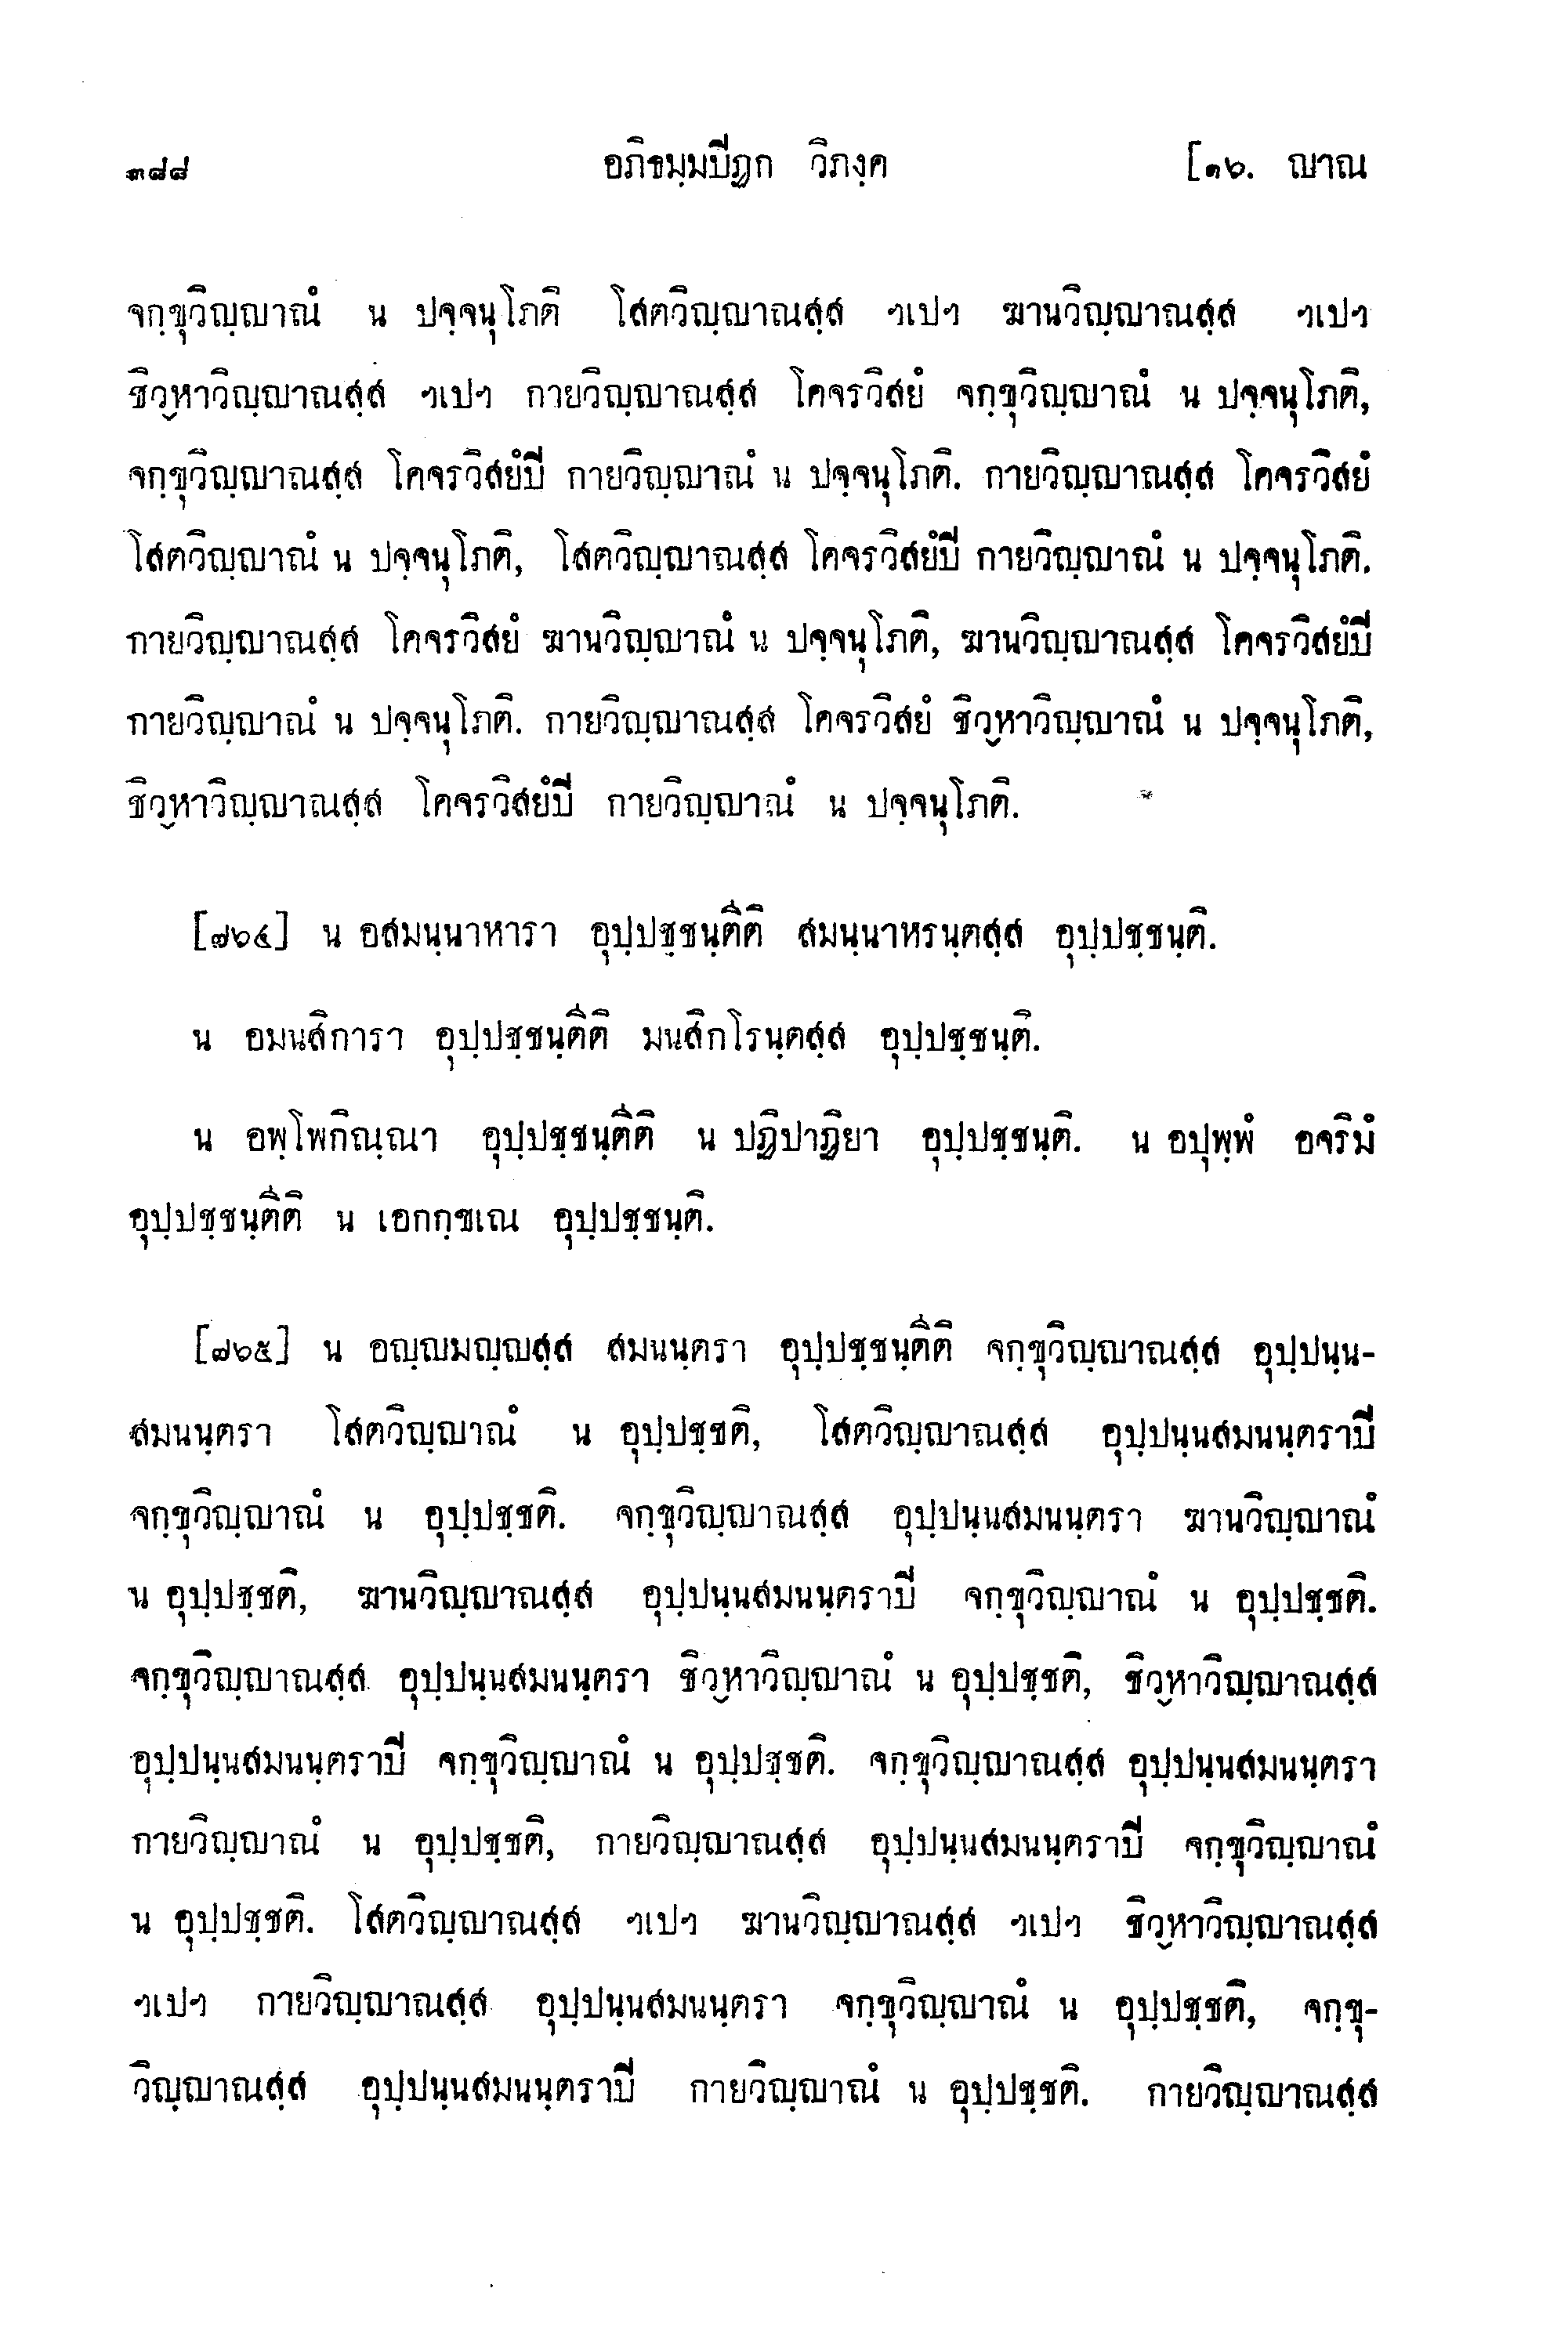 ๓๘๘ อภิธมฺมปิฏก วิภงฺค [๑๖. ญาณ
จกฺขุวิญฺญาณํ น ปจฺจนุโภติ โสตวิญฺญาณสฺส ฯเปฯ ฆานวิญฺญาณสฺส ฯเปฯ
ชิวฺหาวิญฺญาณสฺส ฯเปฯ กายวิญฺญาณสฺส โคจรวิสยํ จกฺขุวิญฺญาณํ น ปจฺจนุโภติ,
จกฺขุวิญฺญาณสฺส โคจรวิสยํปิ กายวิญฺญาณํ น ปจฺจนุโภติ. กายวิญฺญาณสฺส โคจรวิสยํ
โสตวิญฺญาณํ น ปจฺจนุโภติ, โสตวิญฺญาณสฺส โคจรวิสยํปิ กายวิญฺญาณํ น ปจฺจนุโภติ.
กายวิญฺญาณสฺส โคจรวิสยํ ฆานวิญฺญาณํ น ปจฺจนุโภติ, ฆานวิญฺญาณสฺส โคจรวิสยํปิ
กายวิญฺญาณํ น ปจฺจนุโภติ. กายวิญฺญาณสฺส โคจรวิสยํ ชิวฺหาวิญฺญาณํ น ปจฺจนุโภติ,
ชิวฺหาวิญฺญาณสฺส โคจรวิสยํปิ กายวิญฺญาณํ น ปจฺจนุโภติ.
[๗๖๔] น อสมนฺนาหารา อุปฺปชฺชนฺตีติ สมนฺนาหรนฺตสฺส อุปฺปชฺชนฺติ.
น อมนสิการา อุปฺปชฺชนฺตีติ มนสิกโรนฺตสฺส อุปฺปชฺชนฺติ.
น อพฺโพกิณฺณา อุปฺปชฺชนฺตีติ น ปฏิปาฏิยา อุปฺปชฺชนฺติ. น อปุพฺพํ อจริมํ
อุปฺปชฺชนฺตีติ น เอกกฺขเณ อุปฺปชฺชนฺติ.
[๗๖๕] น อญฺญมญฺญสฺส สมนนฺตรา อุปฺปชฺชนฺตีติ จกฺขุวิญฺญาณสฺส อุปฺปนฺน-
สมนนฺตรา โสตวิญฺญาณํ น อุปฺปชฺชติ, โสตวิญฺญาณสฺส อุปฺปนฺนสมนนฺตราปิ
จกฺขุวิญฺญาณํ น อุปฺปชฺชติ. จกฺขุวิญฺญาณสฺส อุปฺปนฺนสมนนฺตรา ฆานวิญฺญาณํ
น อุปฺปชฺชติ, ฆานวิญฺญาณสฺส อุปฺปนฺนสมนนฺตราปิ จกฺขุวิญฺญาณํ น อุปฺปชฺชติ.
จกฺขุวิญฺญาณสฺส อุปฺปนฺนสมนนฺตรา ชิวฺหาวิญฺญาณํ น อุปฺปชฺชติ, ชิวฺหาวิญฺญาณสฺส
อุปฺปนฺนสมนนฺตราปิ จกฺขุวิญฺญาณํ น อุปฺปชฺชติ. จกฺขุวิญฺญาณสฺส อุปฺปนฺนสมนนฺตรา
กายวิญฺญาณํ น อุปฺปชฺชติ, กายวิญฺญาณสฺส อุปฺปนฺนสมนนฺตราปิ จกฺขุวิญฺญาณํ
น อุปฺปชฺชติ. โสตวิญฺญาณสฺส ฯเปฯ ฆานวิญฺญาณสฺส ฯเปฯ ชิวฺหาวิญฺญาณสฺส
ฯเปฯ กายวิญฺญาณสฺส อุปฺปนฺนสมนนฺตรา จกฺขุวิญฺญาณํ น อุปฺปชฺชติ, จกฺขุ-
วิญฺญาณสฺส อุปฺปนฺนสมนนฺตราปิ กายวิญฺญาณํ น อุปฺปชฺชติ. กายวิญฺญาณสฺส